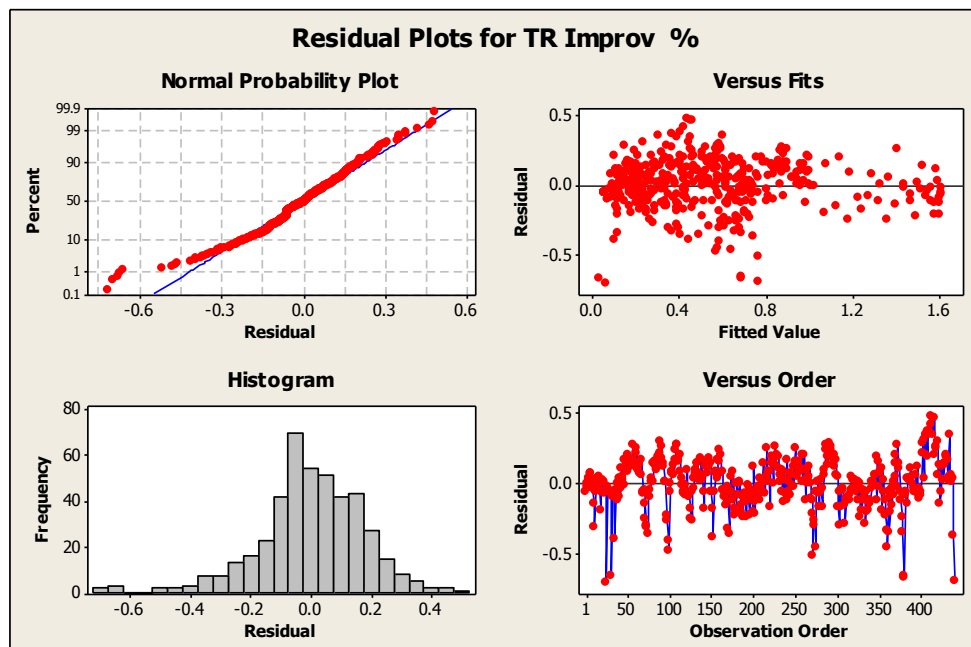 Residual Plots for TR Improv %
Normal Probability Plot
99.9
99
90
50
10
1
0.1
Percent
-0.6 -0.3 0.0 0.3 0.6
Residual
Versus Fits
0.5
0.0
-0.5
Residual
0.0 0.4 0.8 1.2 1.6
Fitted Value
Histogram
80
60
40
20
0
Frequency
-0.6 -0.4 -0.2 0.0 0.2 0.4
Residual
Versus Order
0.5
0.0
-0.5
Residual
1 50 100 150 200 250 300 350 400
Observation Order